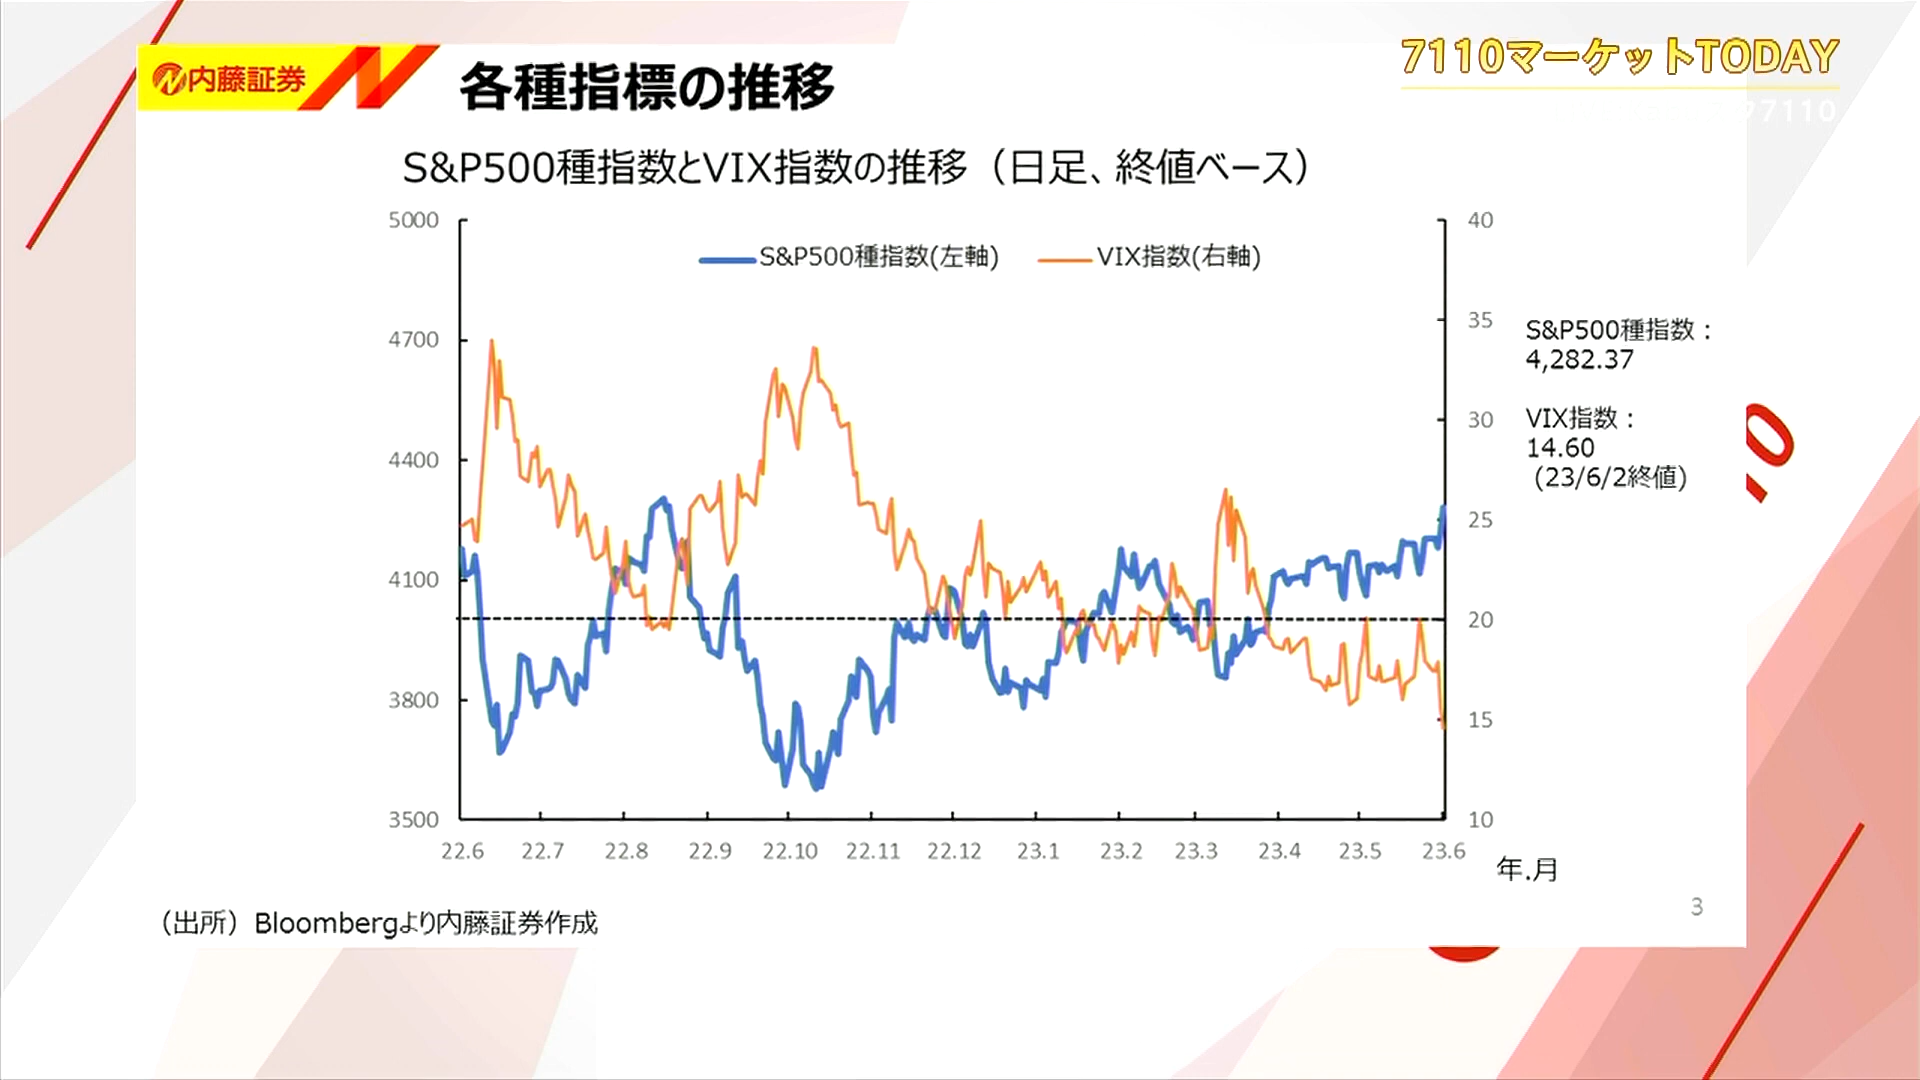 内藤証券
各種指標の推移
7110マーケットTODAY
7110
S&P500種指数とVIX指数の推移（日足、終値ベース）
S&P500種指数(左軸)
VIX指数(右軸)
5000
4700
4400
4100
3800
3500
40
35
30
25
20
15
10
S&P500種指数：
4,282.37
VIX指数：
14.60
(23/6/2終値)
22.6 22.7 22.8 22.9 22.10 22.11 22.12 23.1 23.2 23.3 23.4 23.5 23.6
年.月
（出所）Bloombergより内藤証券作成
3